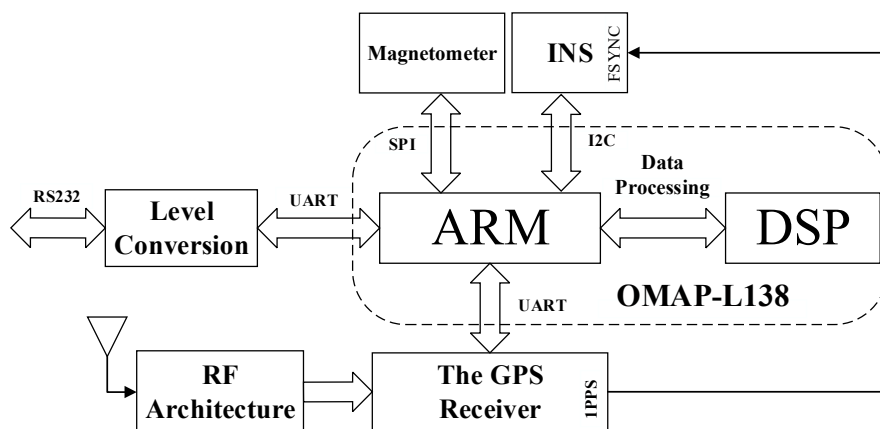 Magnetometer
INS
FSYNC
SPI
I2C
Data
Processing
RS232
Level
Conversion
UART
ARM
DSP
UART
OMAP-L138
RF
Architecture
The GPS
Receiver
1PPS